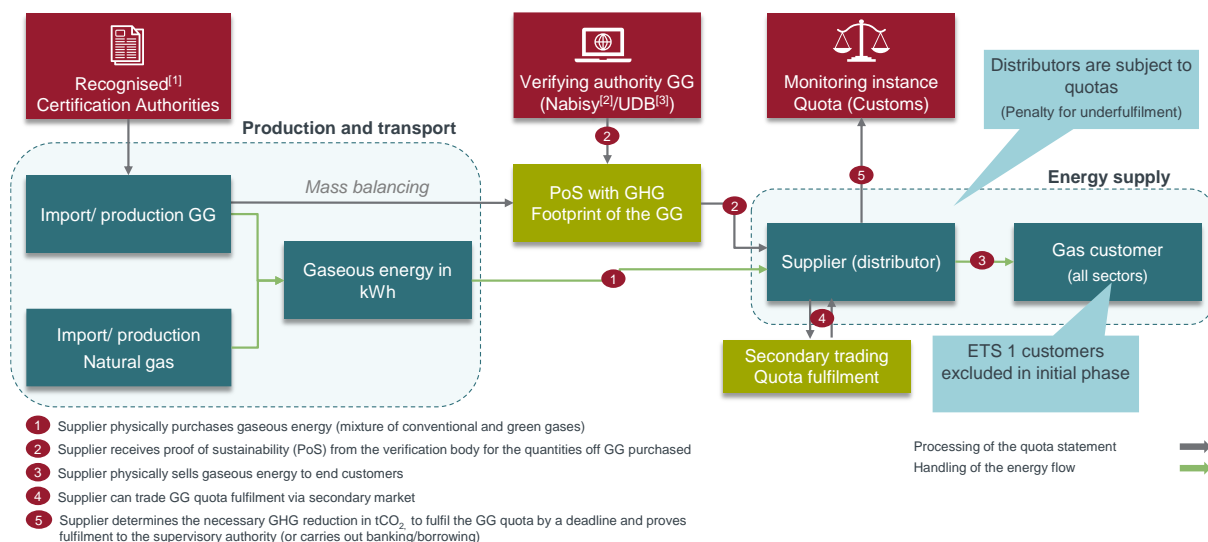 Recognised[1]
Certification Authorities
Verifying authority GG
(Nabisy[2]/UDB[3])
Monitoring instance
Quota (Customs)
Distributors are subject to
quotas
(Penalty for underfulfilment)
Production and transport
2
5
Energy supply
Import/ production GG
Mass balancing
PoS with GHG
Footprint of the GG
2
Gaseous energy in
kWh
1
Supplier (distributor)
3
Gas customer
(all sectors)
Import/ production
Natural gas
4
Secondary trading
Quota fulfilment
ETS 1 customers
excluded in initial phase
1 Supplier physically purchases gaseous energy (mixture of conventional and green gases)
2 Supplier receives proof of sustainability (PoS) from the verification body for the quantities off GG purchased
3 Supplier physically sells gaseous energy to end customers
4 Supplier can trade GG quota fulfilment via secondary market
5 Supplier determines the necessary GHG reduction in tCO2, to fulfil the GG quota by a deadline and proves
fulfilment to the supervisory authority (or carries out banking/borrowing)
Processing of the quota statement
Handling of the energy flow